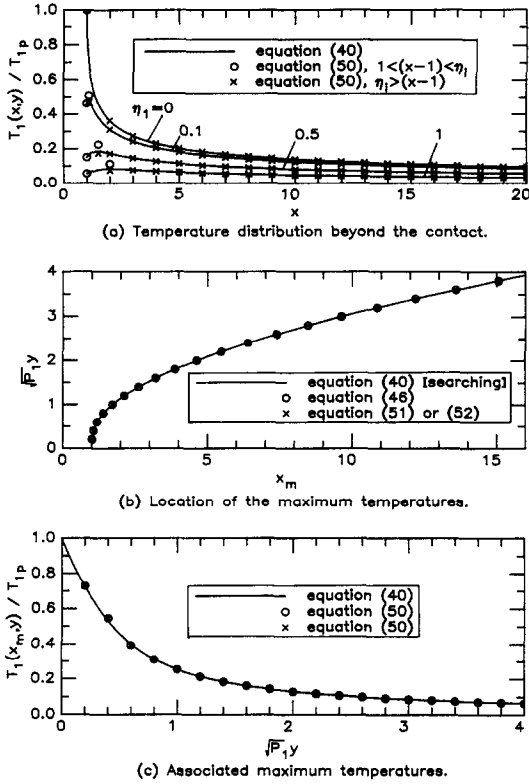 T₁(x,y) / T₁ₚ
1.0
0.8
0.6
0.4
0.2
0.0
equation (40)
equation (50), 1<(x−1)<ηᵢ
equation (50), ηᵢ>(x−1)
η₁=0
0.1
0.5
1
0 5 10 15 20
x
(a) Temperature distribution beyond the contact.
√P₁y
4
3
2
1
0
equation (40) [searching]
equation (46)
equation (51) or (52)
0 5 10 15
xₘ
(b) Location of the maximum temperatures.
T₁(xₘ,y) / T₁ₚ
1.0
0.8
0.6
0.4
0.2
0.0
equation (40)
equation (50)
equation (50)
0 1 2 3 4
√P₁y
(c) Associated maximum temperatures.